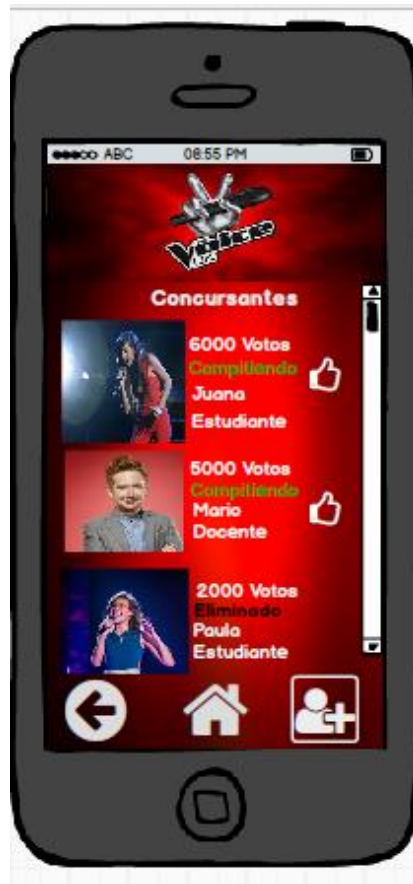 ABC 08:55 PM
Concursantes
6000 Votos
Compitiendo
Juana
Estudiante
5000 Votos
Compitiendo
Mario
Docente
2000 Votos
Eliminado
Paula
Estudiante